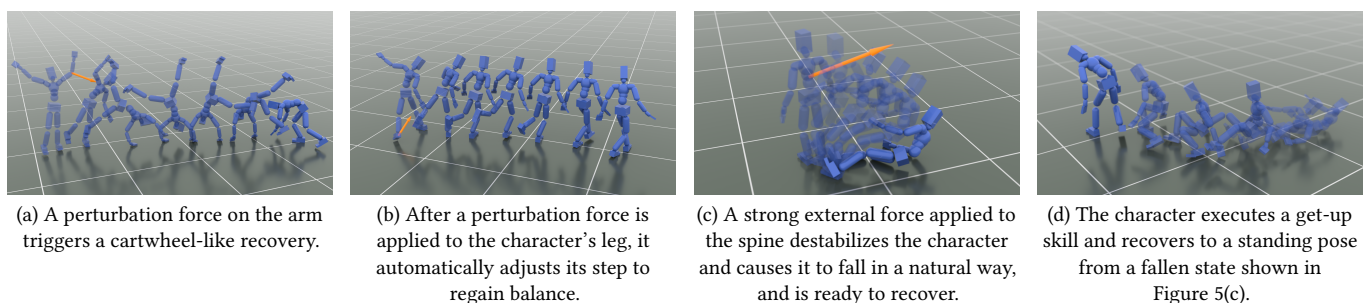 (a) A perturbation force on the arm
triggers a cartwheel-like recovery.
(b) After a perturbation force is
applied to the character’s leg, it
automatically adjusts its step to
regain balance.
(c) A strong external force applied to
the spine destabilizes the character
and causes it to fall in a natural way,
and is ready to recover.
(d) The character executes a get-up
skill and recovers to a standing pose
from a fallen state shown in
Figure 5(c).